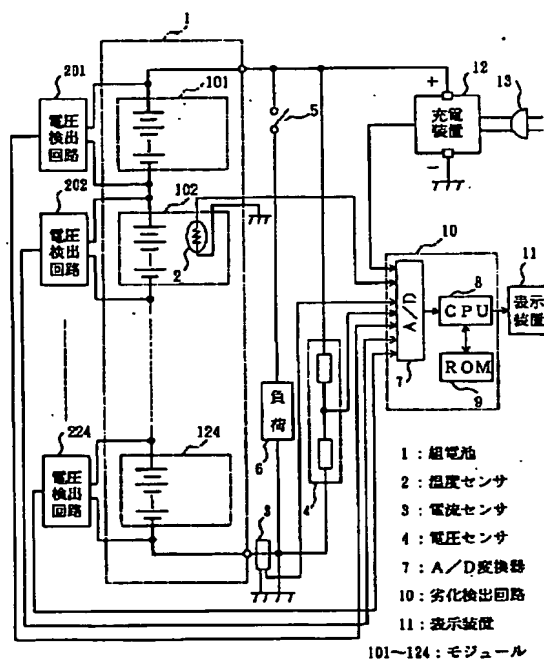 1
201
電圧
検出
回路
101
202
電圧
検出
回路
102
2
5
+
12
充電
装置
−
13
10
A/D
7
8
CPU
ROM
9
11
表示
装置
負荷
6
4
3
224
電圧
検出
回路
124
1：組電池
2：温度センサ
3：電流センサ
4：電圧センサ
7：A／D変換器
10：劣化検出回路
11：表示装置
101～124：モジュール